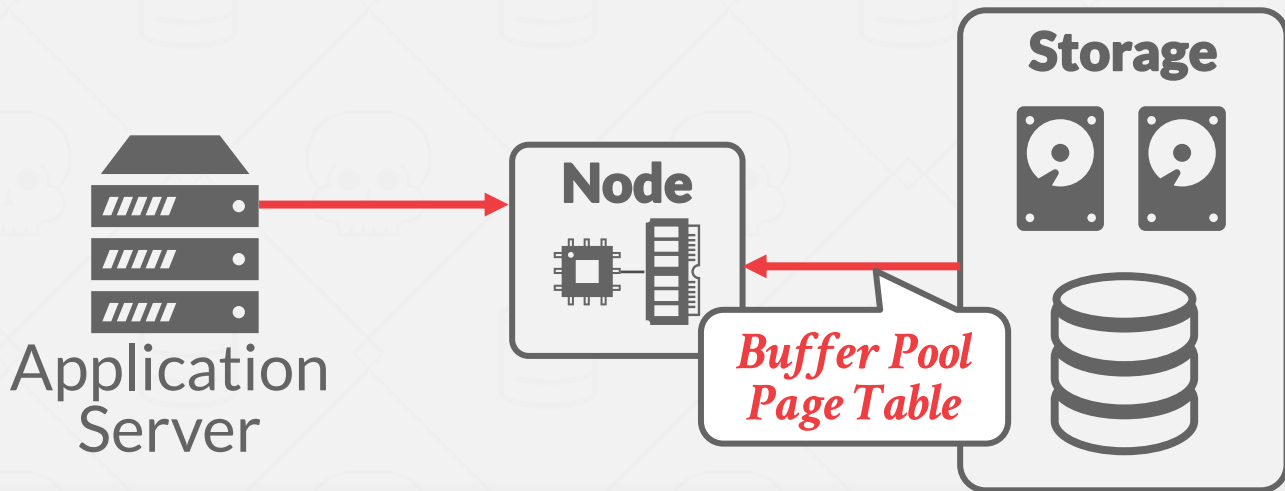 Storage
Node
Buffer Pool
Page Table
Application
Server